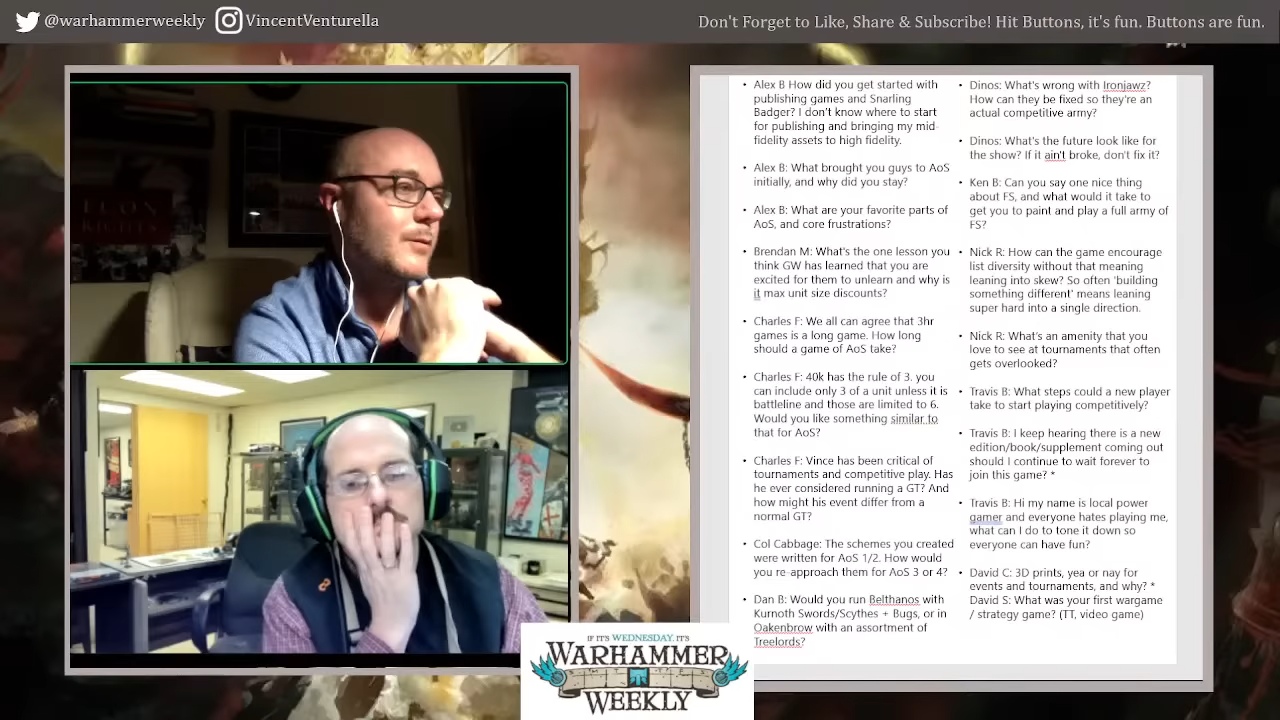 @warhammerweekly VincentVenturella
Don't Forget to Like, Share & Subscribe! Hit Buttons, it's fun. Buttons are fun.
• Alex B How did you get started with
publishing games and Snarling
Badger? I don't know where to start
for publishing and bringing my mid-
fidelity assets to high fidelity.
• Alex B: What brought you guys to AoS
initially, and why did you stay?
• Alex B: What are your favorite parts of
AoS, and core frustrations?
• Brendan M: What's the one lesson you
think GW has learned that you are
excited for them to unlearn and why is
it max unit size discounts?
• Charles F: We all can agree that 3hr
games is a long game. How long
should a game of AoS take?
• Charles F: 40k has the rule of 3. you
can include only 3 of a unit unless it is
battleline and those are limited to 6.
Would you like something similar to
that for AoS?
• Charles F: Vince has been critical of
tournaments and competitive play. Has
he ever considered running a GT? And
how might his event differ from a
normal GT?
• Col Cabbage: The schemes you created
were written for AoS 1/2. How would
you re-approach them for AoS 3 or 4?
• Dan B: Would you run Belthanos with
Kurnoth Swords/Scythes + Bugs, or in
Oakenbrow with an assortment of
Treelords?
• Dinos: What's wrong with Ironjawz?
How can they be fixed so they're an
actual competitive army?
• Dinos: What's the future look like for
the show? If it ain't broke, don't fix it?
• Ken B: Can you say one nice thing
about FS, and what would it take to
get you to paint and play a full army of
FS?
• Nick R: How can the game encourage
list diversity without that meaning
leaning into skew? So often 'building
something different' means leaning
super hard into a single direction.
• Nick R: What's an amenity that you
love to see at tournaments that often
gets overlooked?
• Travis B: What steps could a new player
take to start playing competitively?
• Travis B: I keep hearing there is a new
edition/book/supplement coming out
should I continue to wait forever to
join this game? *
• Travis B: Hi my name is local power
gamer and everyone hates playing me,
what can I do to tone it down so
everyone can have fun?
• David C: 3D prints, yea or nay for
events and tournaments, and why? *
David S: What was your first wargame
/ strategy game? (TT, video game)
IF IT'S WEDNESDAY, IT'S
WARHAMMER
WEEKLY